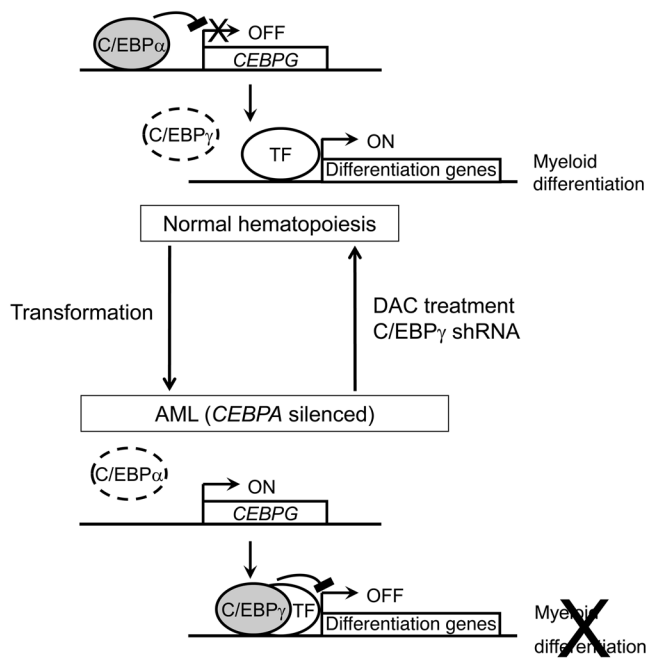 C/EBPα
OFF
CEBPG
C/EBPγ
TF
ON
Differentiation genes
Myeloid
differentiation
Normal hematopoiesis
Transformation
DAC treatment
C/EBPγ shRNA
AML (CEBPA silenced)
C/EBPα
ON
CEBPG
C/EBPγ
TF
OFF
Differentiation genes
Myeloid
differentiation